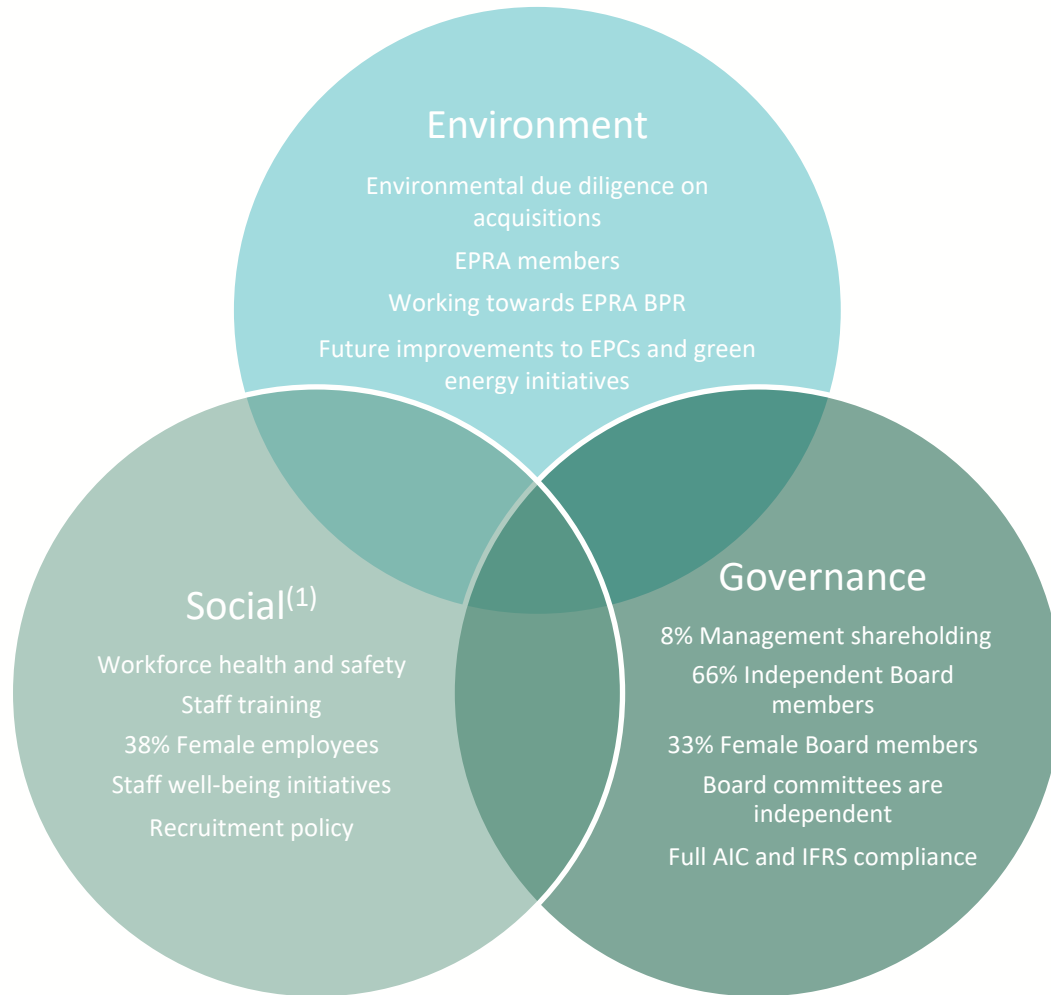 Environment
Environmental due diligence on
acquisitions
EPRA members
Working towards EPRA BPR
Future improvements to EPCs and green
energy initiatives
Social(1)
Workforce health and safety
Staff training
38% Female employees
Staff well-being initiatives
Recruitment policy
Governance
8% Management shareholding
66% Independent Board
members
33% Female Board members
Board committees are
independent
Full AIC and IFRS compliance